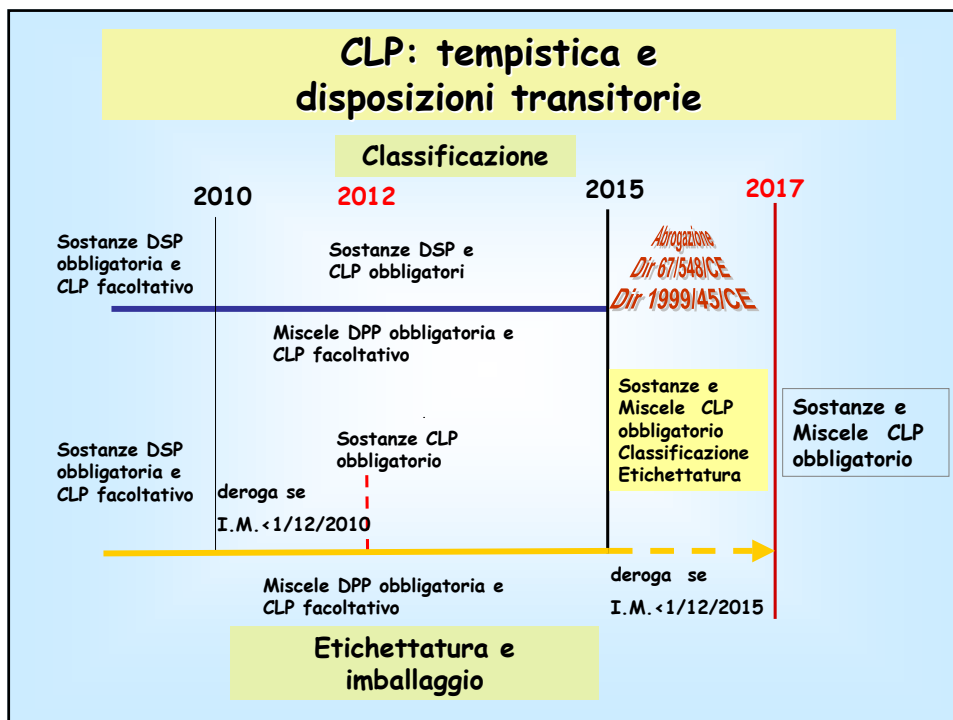 CLP: tempistica e
disposizioni transitorie
Classificazione
2010
2012
2015
2017
Sostanze DSP
obbligatoria e
CLP facoltativo
Sostanze DSP e
CLP obbligatori
Abrogazione
Dir 67/548/CE
Dir 1999/45/CE
Miscele DPP obbligatoria e
CLP facoltativo
Sostanze e
Miscele CLP
obbligatorio
Classificazione
Etichettatura
Sostanze e
Miscele CLP
obbligatorio
Sostanze DSP
obbligatoria e
CLP facoltativo
Sostanze CLP
obbligatorio
deroga se
I.M.<1/12/2010
Miscele DPP obbligatoria e
CLP facoltativo
deroga se
I.M.<1/12/2015
Etichettatura e
imballaggio